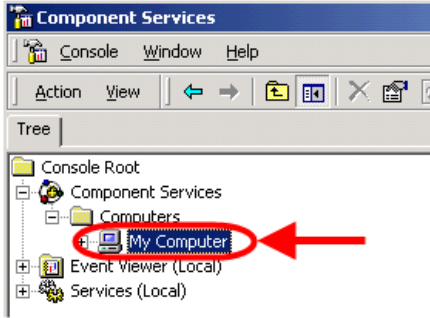 Component Services
Console Window Help
Action View
Tree
Console Root
Component Services
Computers
My Computer
Event Viewer (Local)
Services (Local)